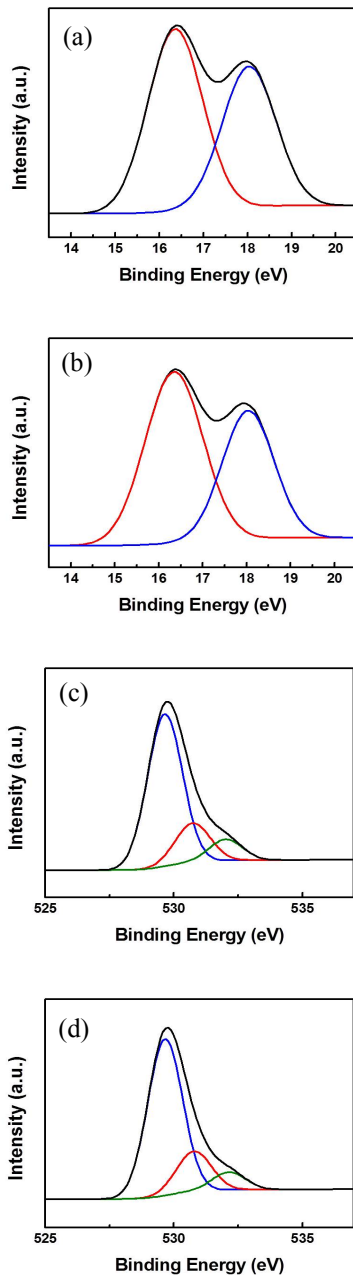 (a)
Intensity (a.u.)
14 15 16 17 18 19 20
Binding Energy (eV)
(b)
Intensity (a.u.)
14 15 16 17 18 19 20
Binding Energy (eV)
(c)
Intensity (a.u.)
525 530 535
Binding Energy (eV)
(d)
Intensity (a.u.)
525 530 535
Binding Energy (eV)